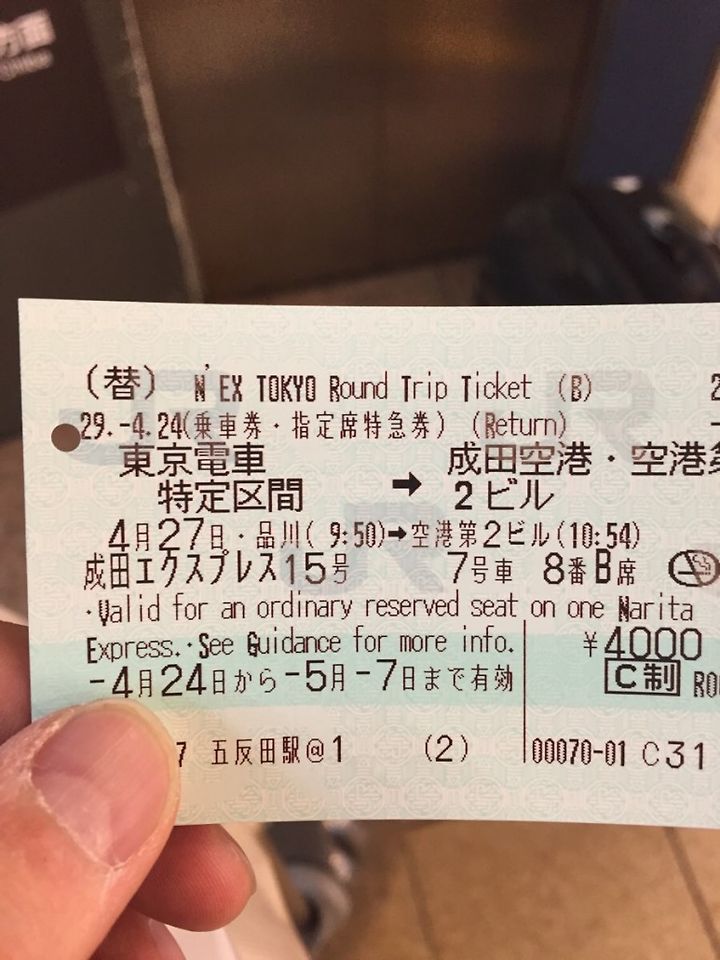 方面
（替） N'EX TOKYO Round Trip Ticket (B)
29.-4.24(乗車券・指定席特急券) (Return)
東京電車 成田空港・空港第
特定区間 ➡ 2ビル
4月27日・品川( 9:50)➡空港第2ビル(10:54)
成田エクスプレス15号 7号車 8番B席
・Valid for an ordinary reserved seat on one Narita
Express.・See Guidance for more info. ¥4000
-4月24日から-5月-7日まで有効 C制 ROU
7 五反田駅@1 (2) 00070-01 C31
JR